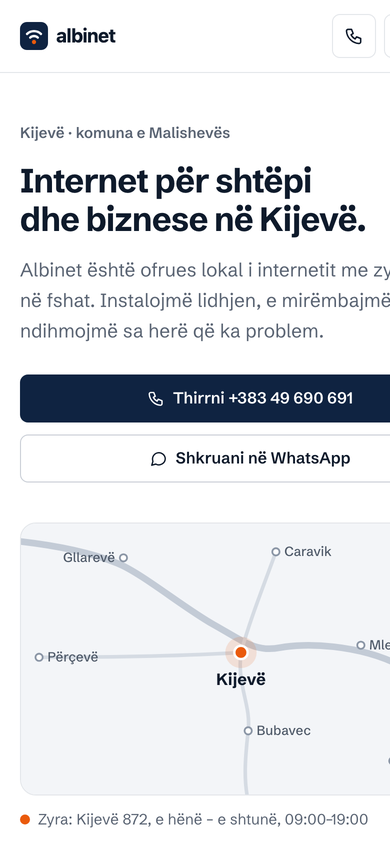 albinet
Kijevë · komuna e Malishevës
Internet për shtëpi
dhe biznese në Kijevë.
Albinet është ofrues lokal i internetit me
në fshat. Instalojmë lidhjen, e mirëmbajmë
ndihmojmë sa herë që ka problem.
Thirrni +383 49 690 691
Shkruani në WhatsApp
Caravik
Gllarevë
Përçevë
Kijevë
Bubavec
Zyra: Kijevë 872, e hënë – e shtunë, 09:00–19:00